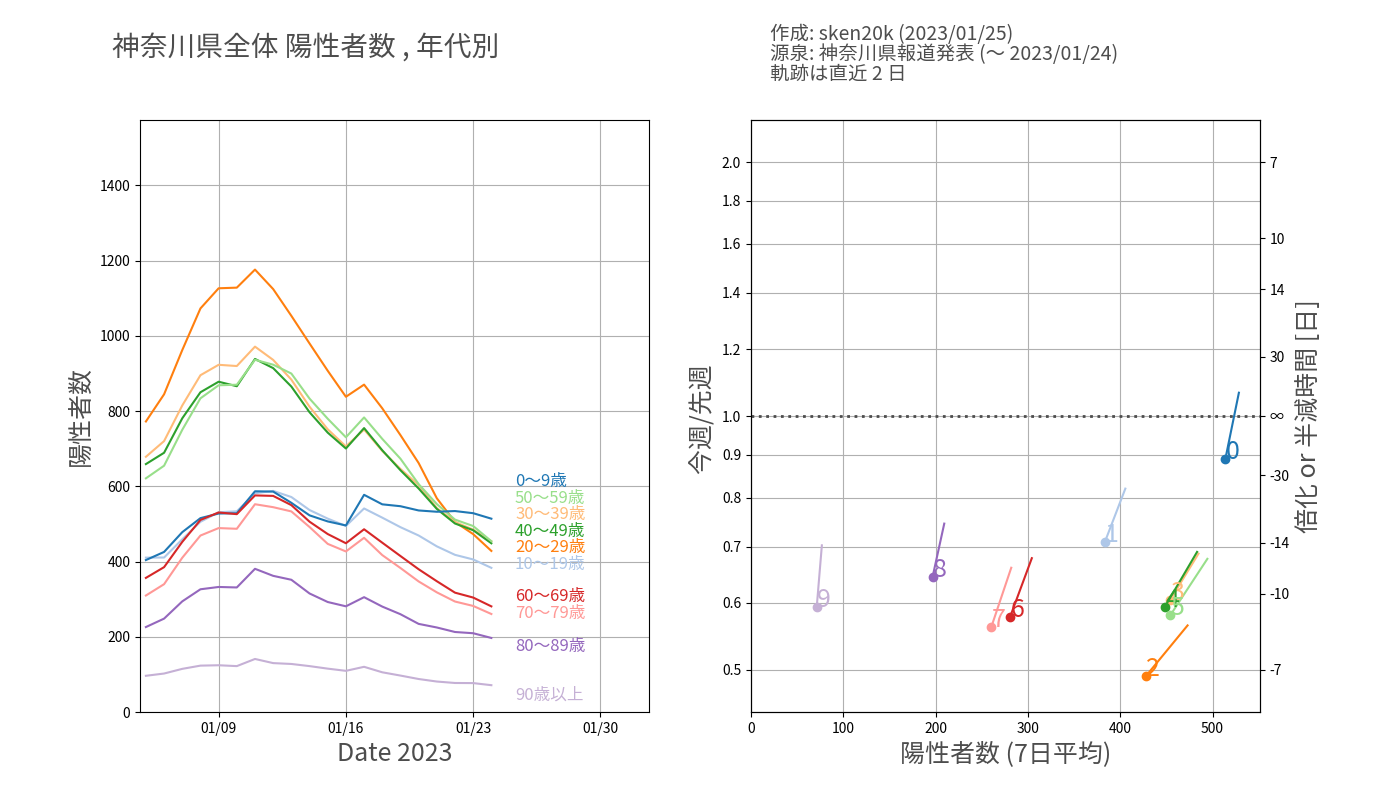 神奈川県全体 陽性者数 , 年代別
作成: sken20k (2023/01/25)
源泉: 神奈川県報道発表 (～ 2023/01/24)
軌跡は直近 2 日
陽性者数
1400
1200
1000
800
600
400
200
0
0～9歳
50～59歳
30～39歳
40～49歳
20～29歳
10～19歳
60～69歳
70～79歳
80～89歳
90歳以上
01/09
01/16
01/23
01/30
Date 2023
今週/先週
2.0
1.8
1.6
1.4
1.2
1.0
0.9
0.8
0.7
0.6
0.5
0
1
8
9
3
4
5
6
7
2
7
10
14
30
∞
-30
-14
-10
-7
倍化 or 半減時間 [日]
0
100
200
300
400
500
陽性者数 (7日平均)